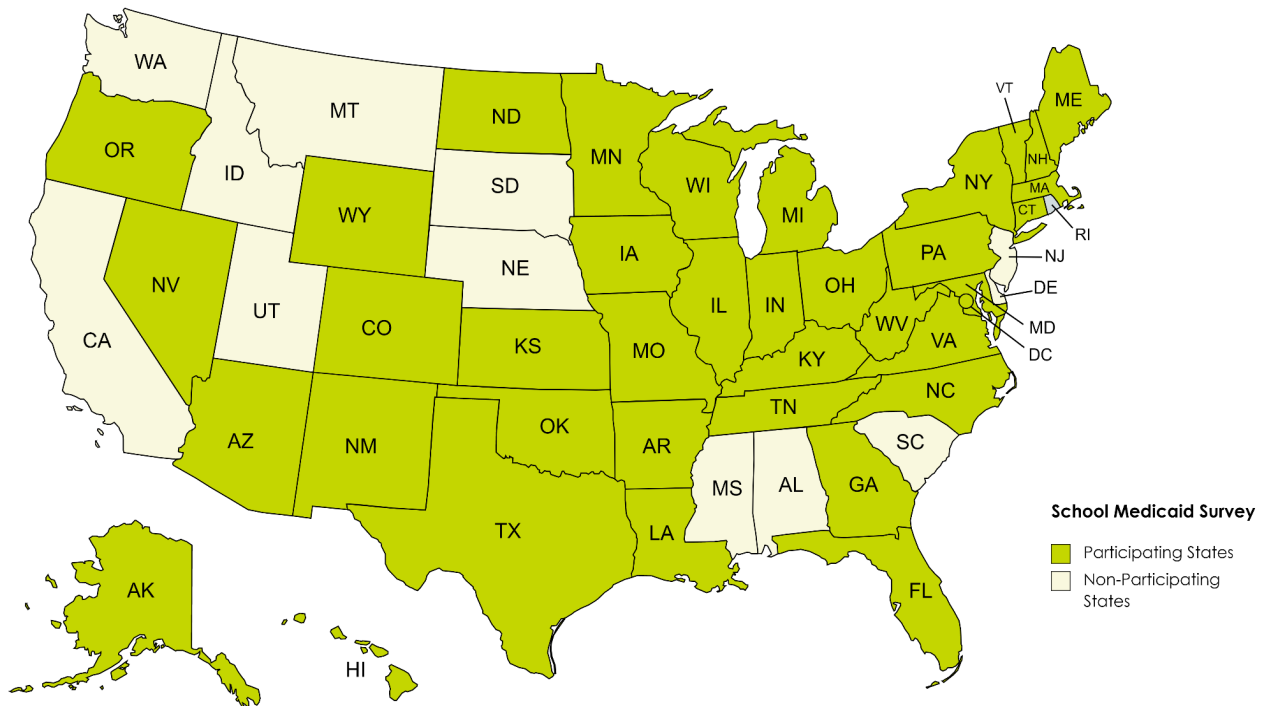 WA
MT
ND
MN
OR
ID
SD
WI
MI
WY
NE
IA
NV
UT
CO
KS
MO
IL
IN
OH
CA
AZ
NM
OK
AR
TX
LA
MS
AL
GA
FL
SC
NC
TN
KY
WV
VA
PA
NY
VT
NH
ME
MA
CT
RI
NJ
DE
MD
DC
AK
HI
School Medicaid Survey
Participating States
Non-Participating
States